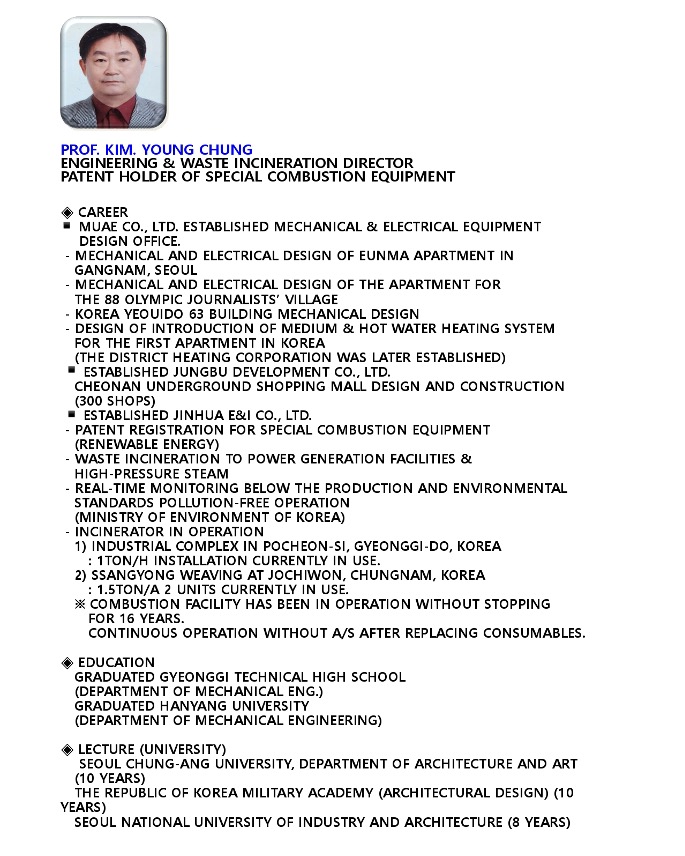 PROF. KIM. YOUNG CHUNG
ENGINEERING & WASTE INCINERATION DIRECTOR
PATENT HOLDER OF SPECIAL COMBUSTION EQUIPMENT
◈ CAREER
▪ MUAE CO., LTD. ESTABLISHED MECHANICAL & ELECTRICAL EQUIPMENT
DESIGN OFFICE.
- MECHANICAL AND ELECTRICAL DESIGN OF EUNMA APARTMENT IN
GANGNAM, SEOUL
- MECHANICAL AND ELECTRICAL DESIGN OF THE APARTMENT FOR
THE 88 OLYMPIC JOURNALISTS’ VILLAGE
- KOREA YEOUIDO 63 BUILDING MECHANICAL DESIGN
- DESIGN OF INTRODUCTION OF MEDIUM & HOT WATER HEATING SYSTEM
FOR THE FIRST APARTMENT IN KOREA
(THE DISTRICT HEATING CORPORATION WAS LATER ESTABLISHED)
▪ ESTABLISHED JUNGBU DEVELOPMENT CO., LTD.
CHEONAN UNDERGROUND SHOPPING MALL DESIGN AND CONSTRUCTION
(300 SHOPS)
▪ ESTABLISHED JINHUA E&I CO., LTD.
- PATENT REGISTRATION FOR SPECIAL COMBUSTION EQUIPMENT
(RENEWABLE ENERGY)
- WASTE INCINERATION TO POWER GENERATION FACILITIES &
HIGH-PRESSURE STEAM
- REAL-TIME MONITORING BELOW THE PRODUCTION AND ENVIRONMENTAL
STANDARDS POLLUTION-FREE OPERATION
(MINISTRY OF ENVIRONMENT OF KOREA)
- INCINERATOR IN OPERATION
1) INDUSTRIAL COMPLEX IN POCHEON-SI, GYEONGGI-DO, KOREA
: 1TON/H INSTALLATION CURRENTLY IN USE.
2) SSANGYONG WEAVING AT JOCHIWON, CHUNGNAM, KOREA
: 1.5TON/A 2 UNITS CURRENTLY IN USE.
※ COMBUSTION FACILITY HAS BEEN IN OPERATION WITHOUT STOPPING
FOR 16 YEARS.
CONTINUOUS OPERATION WITHOUT A/S AFTER REPLACING CONSUMABLES.
◈ EDUCATION
GRADUATED GYEONGGI TECHNICAL HIGH SCHOOL
(DEPARTMENT OF MECHANICAL ENG.)
GRADUATED HANYANG UNIVERSITY
(DEPARTMENT OF MECHANICAL ENGINEERING)
◈ LECTURE (UNIVERSITY)
SEOUL CHUNG-ANG UNIVERSITY, DEPARTMENT OF ARCHITECTURE AND ART
(10 YEARS)
THE REPUBLIC OF KOREA MILITARY ACADEMY (ARCHITECTURAL DESIGN) (10
YEARS)
SEOUL NATIONAL UNIVERSITY OF INDUSTRY AND ARCHITECTURE (8 YEARS)